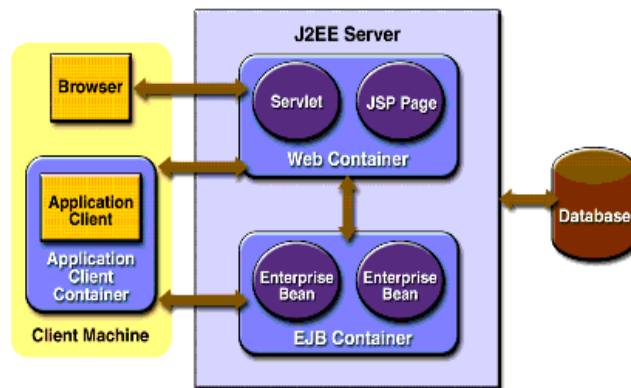 J2EE Server
Browser
Servlet
JSP Page
Web Container
Application
Client
Application
Client
Container
Client Machine
Enterprise
Bean
Enterprise
Bean
EJB Container
Database